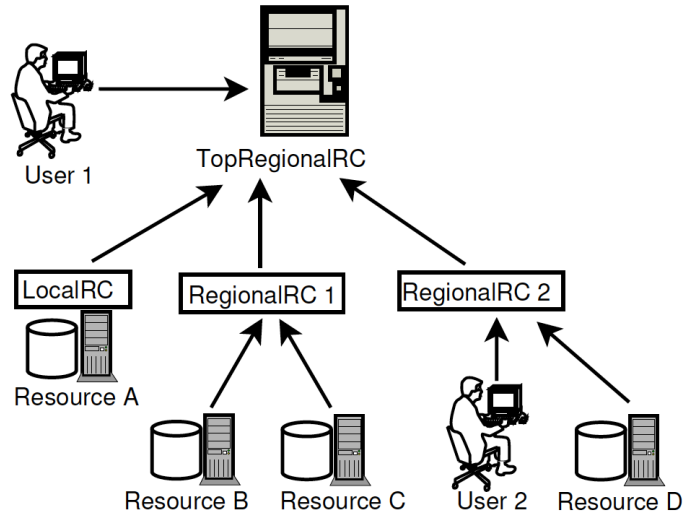 User 1
TopRegionalRC
LocalRC
RegionalRC 1
RegionalRC 2
Resource A
Resource B
Resource C
User 2
Resource D